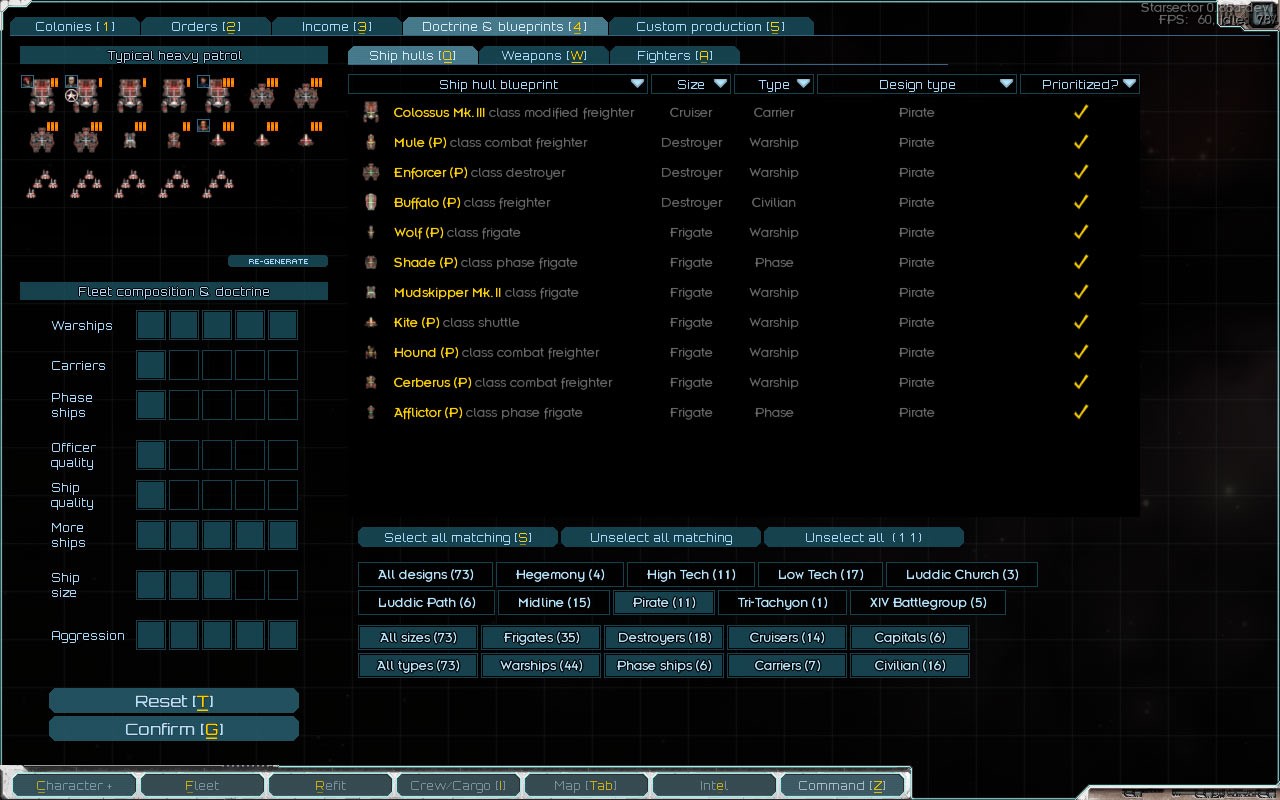 Colonies [1] Orders [2] Income [3] Doctrine & blueprints [4] Custom production [5]
Typical heavy patrol
Ship hulls [Q] Weapons [W] Fighters [A]
Ship hull blueprint Size Type Design type Prioritized?
Colossus Mk.III class modified freighter Cruiser Carrier Pirate
Mule (P) class combat freighter Destroyer Warship Pirate
Enforcer (P) class destroyer Destroyer Warship Pirate
Buffalo (P) class freighter Destroyer Civilian Pirate
Wolf (P) class frigate Frigate Warship Pirate
Shade (P) class phase frigate Frigate Phase Pirate
Mudskipper Mk.II class frigate Frigate Warship Pirate
Kite (P) class shuttle Frigate Warship Pirate
Hound (P) class combat freighter Frigate Warship Pirate
Cerberus (P) class combat freighter Frigate Warship Pirate
Afflictor (P) class phase frigate Frigate Phase Pirate
RE-GENERATE
Fleet composition & doctrine
Warships
Carriers
Phase
ships
Officer
quality
Ship
quality
More
ships
Ship
size
Aggression
Select all matching [S] Unselect all matching Unselect all (11)
All designs (73) Hegemony (4) High Tech (11) Low Tech (17) Luddic Church (3)
Luddic Path (6) Midline (15) Pirate (11) Tri-Tachyon (1) XIV Battlegroup (5)
All sizes (73) Frigates (35) Destroyers (18) Cruisers (14) Capitals (6)
All types (73) Warships (44) Phase ships (6) Carriers (7) Civilian (16)
Reset [T]
Confirm [G]
Character + Fleet Refit Crew/Cargo [I] Map [Tab] Intel Command [Z]
Starsector
FPS: 60,